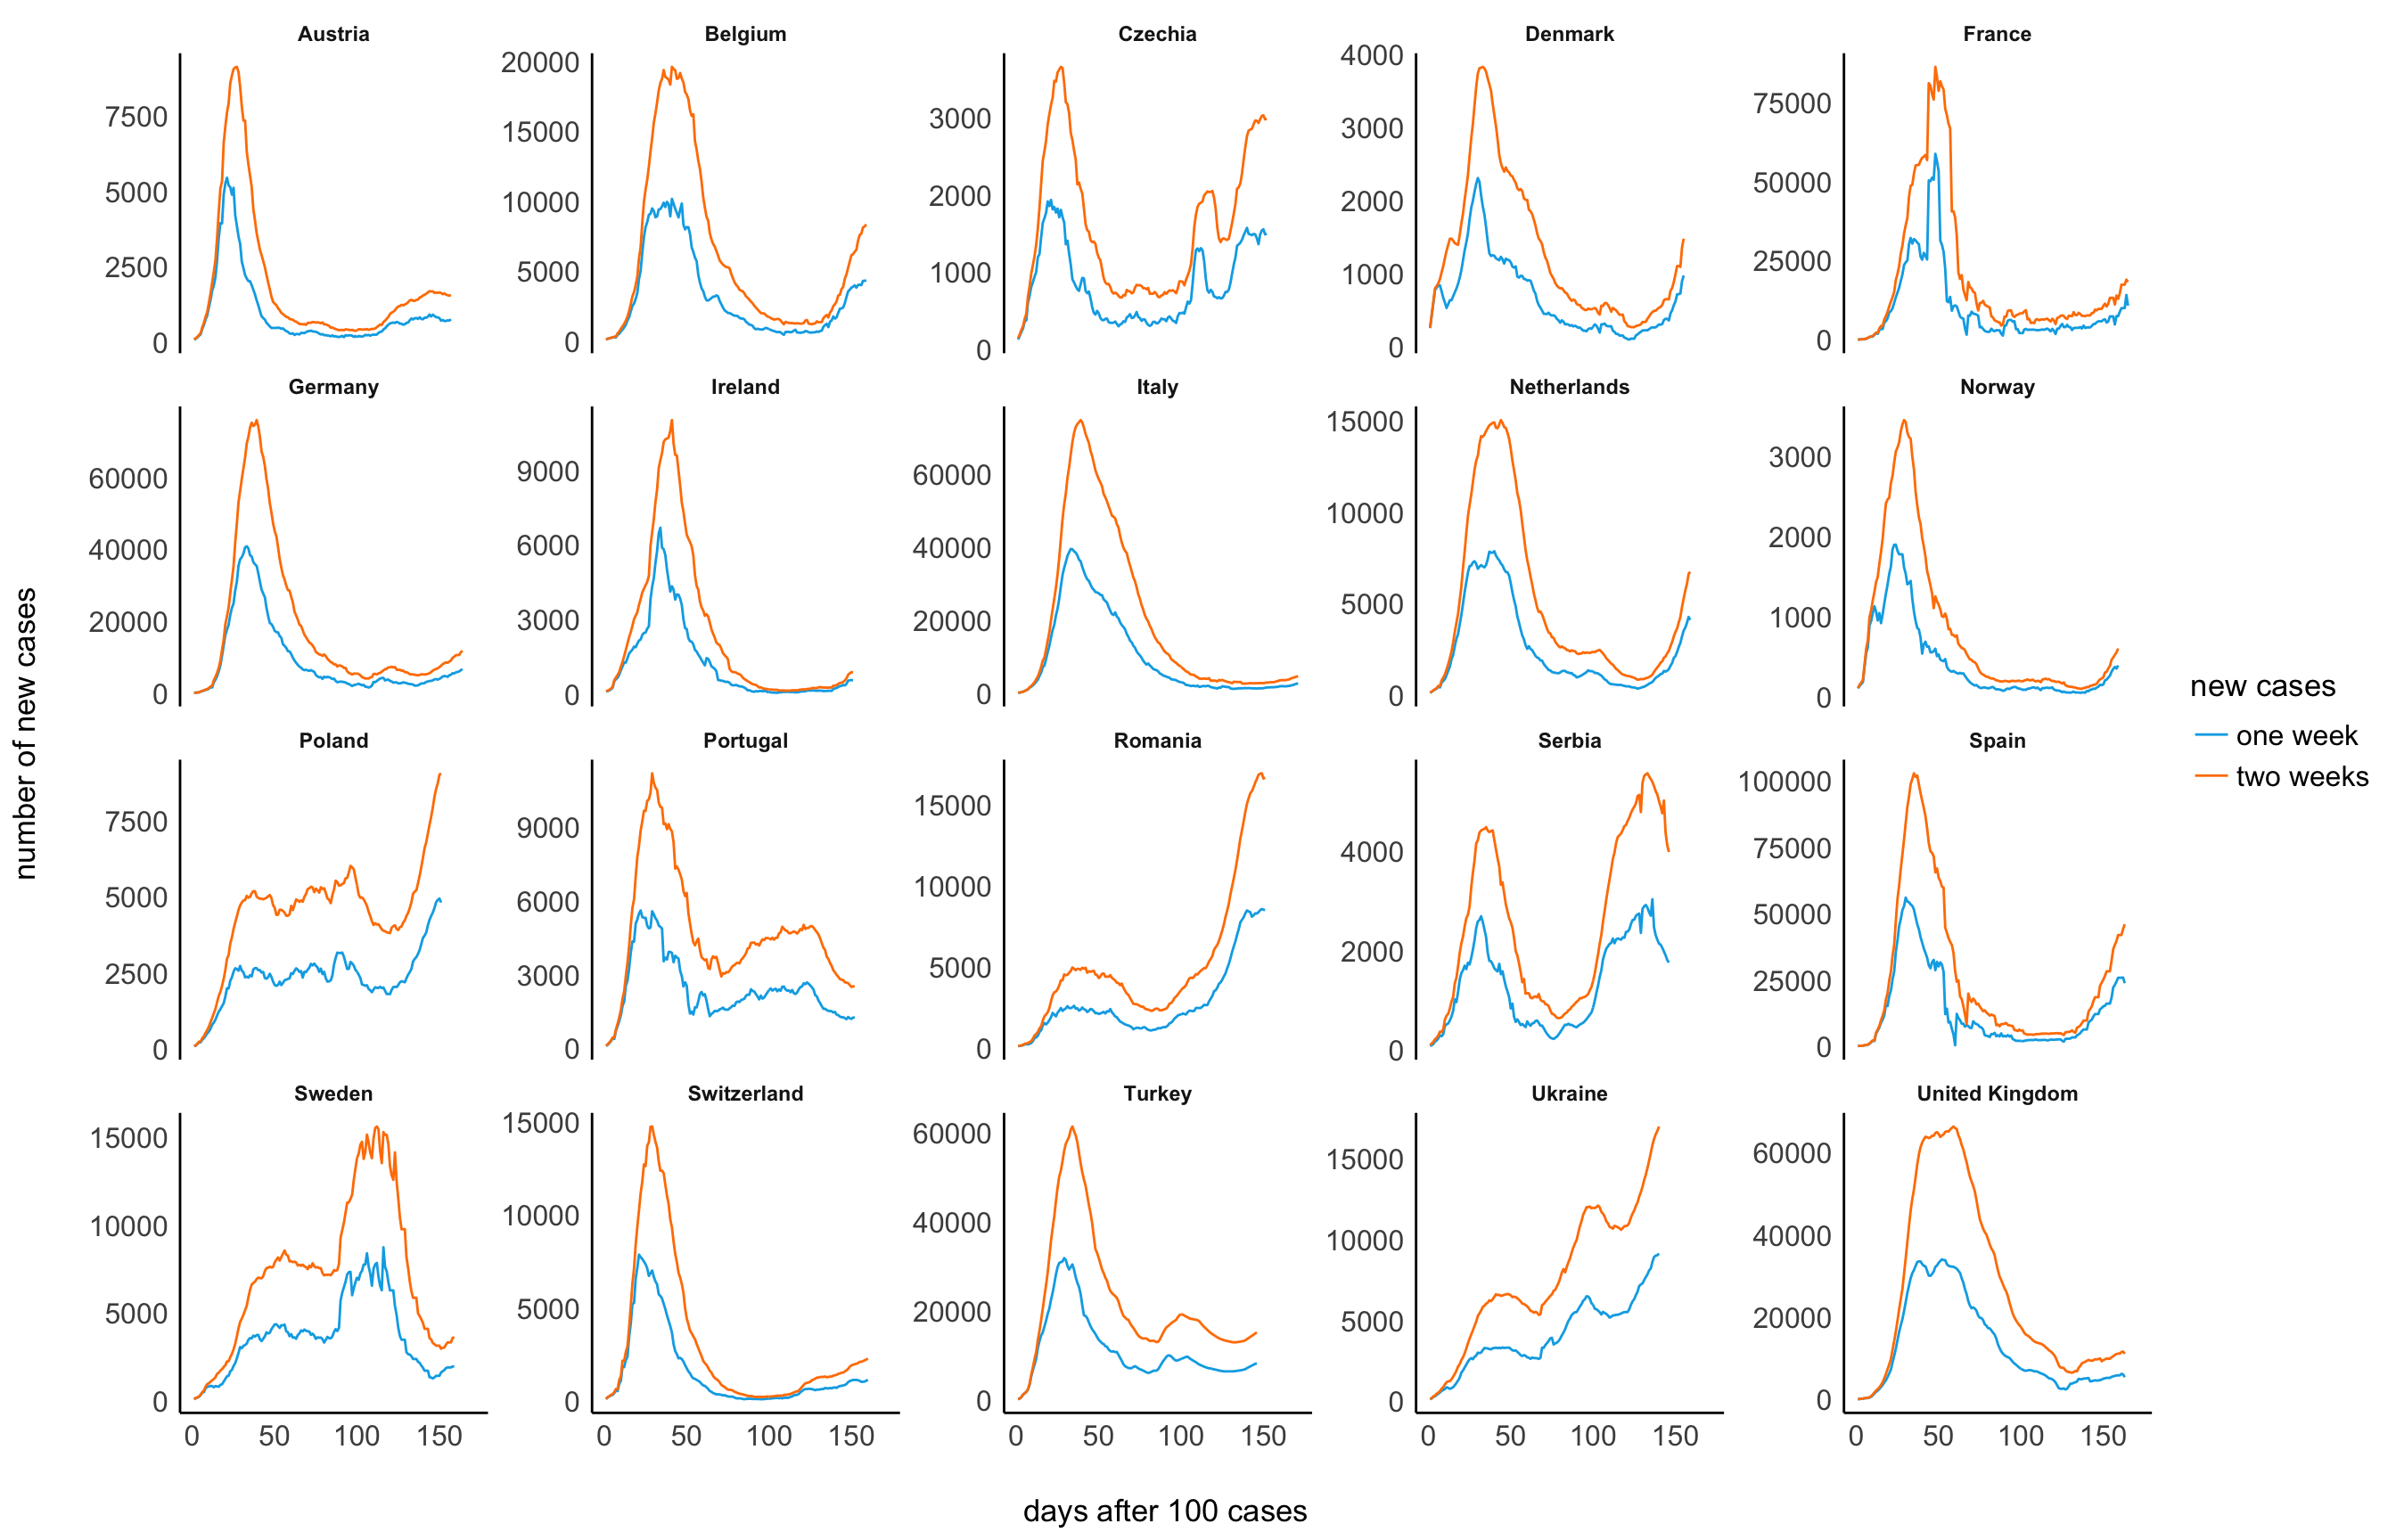 Austria
Belgium
Czechia
Denmark
France
7500
5000
2500
0
20000
15000
10000
5000
0
3000
2000
1000
0
4000
3000
2000
1000
0
75000
50000
25000
0
Germany
Ireland
Italy
Netherlands
Norway
60000
40000
20000
0
9000
6000
3000
0
60000
40000
20000
0
15000
10000
5000
0
3000
2000
1000
0
number of new cases
new cases
one week
two weeks
Poland
Portugal
Romania
Serbia
Spain
7500
5000
2500
0
9000
6000
3000
0
15000
10000
5000
0
4000
2000
0
100000
75000
50000
25000
0
Sweden
Switzerland
Turkey
Ukraine
United Kingdom
15000
10000
5000
0
15000
10000
5000
0
60000
40000
20000
0
15000
10000
5000
0
60000
40000
20000
0
0 50 100 150
0 50 100 150
0 50 100 150
0 50 100 150
0 50 100 150
days after 100 cases